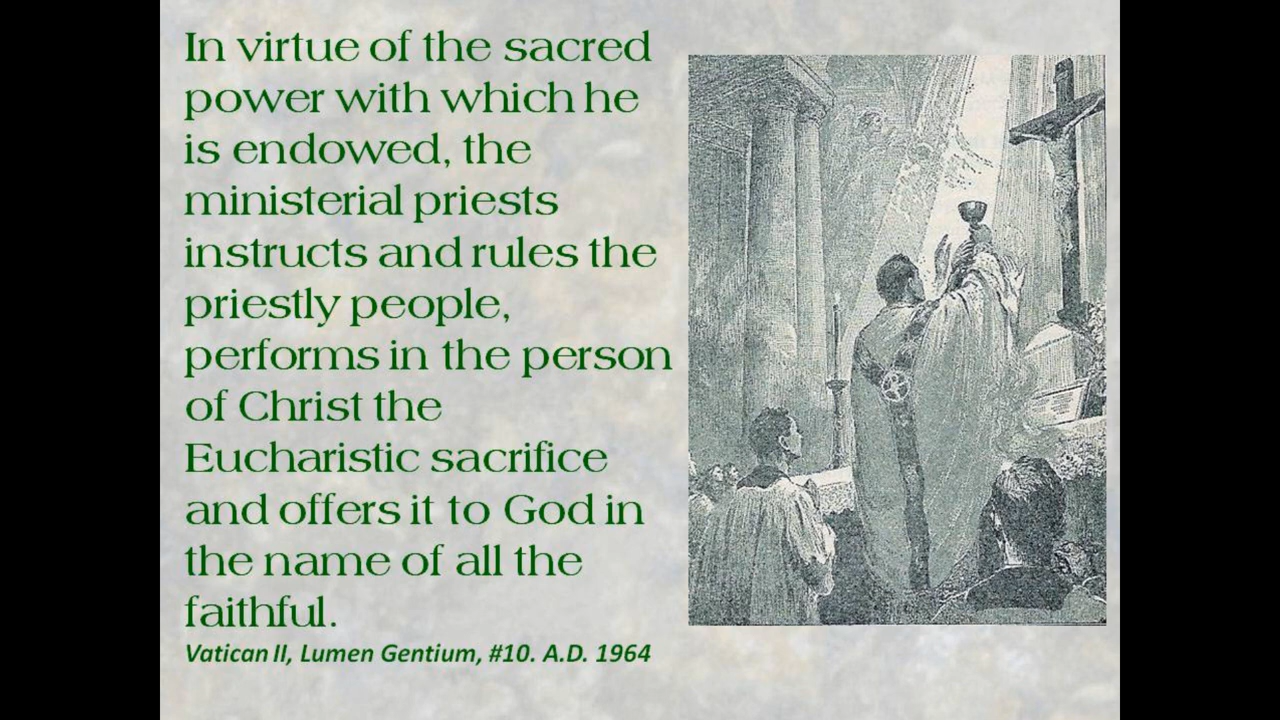 In virtue of the sacred
power with which he
is endowed, the
ministerial priests
instructs and rules the
priestly people,
performs in the person
of Christ the
Eucharistic sacrifice
and offers it to God in
the name of all the
faithful.
Vatican II, Lumen Gentium, #10. A.D. 1964